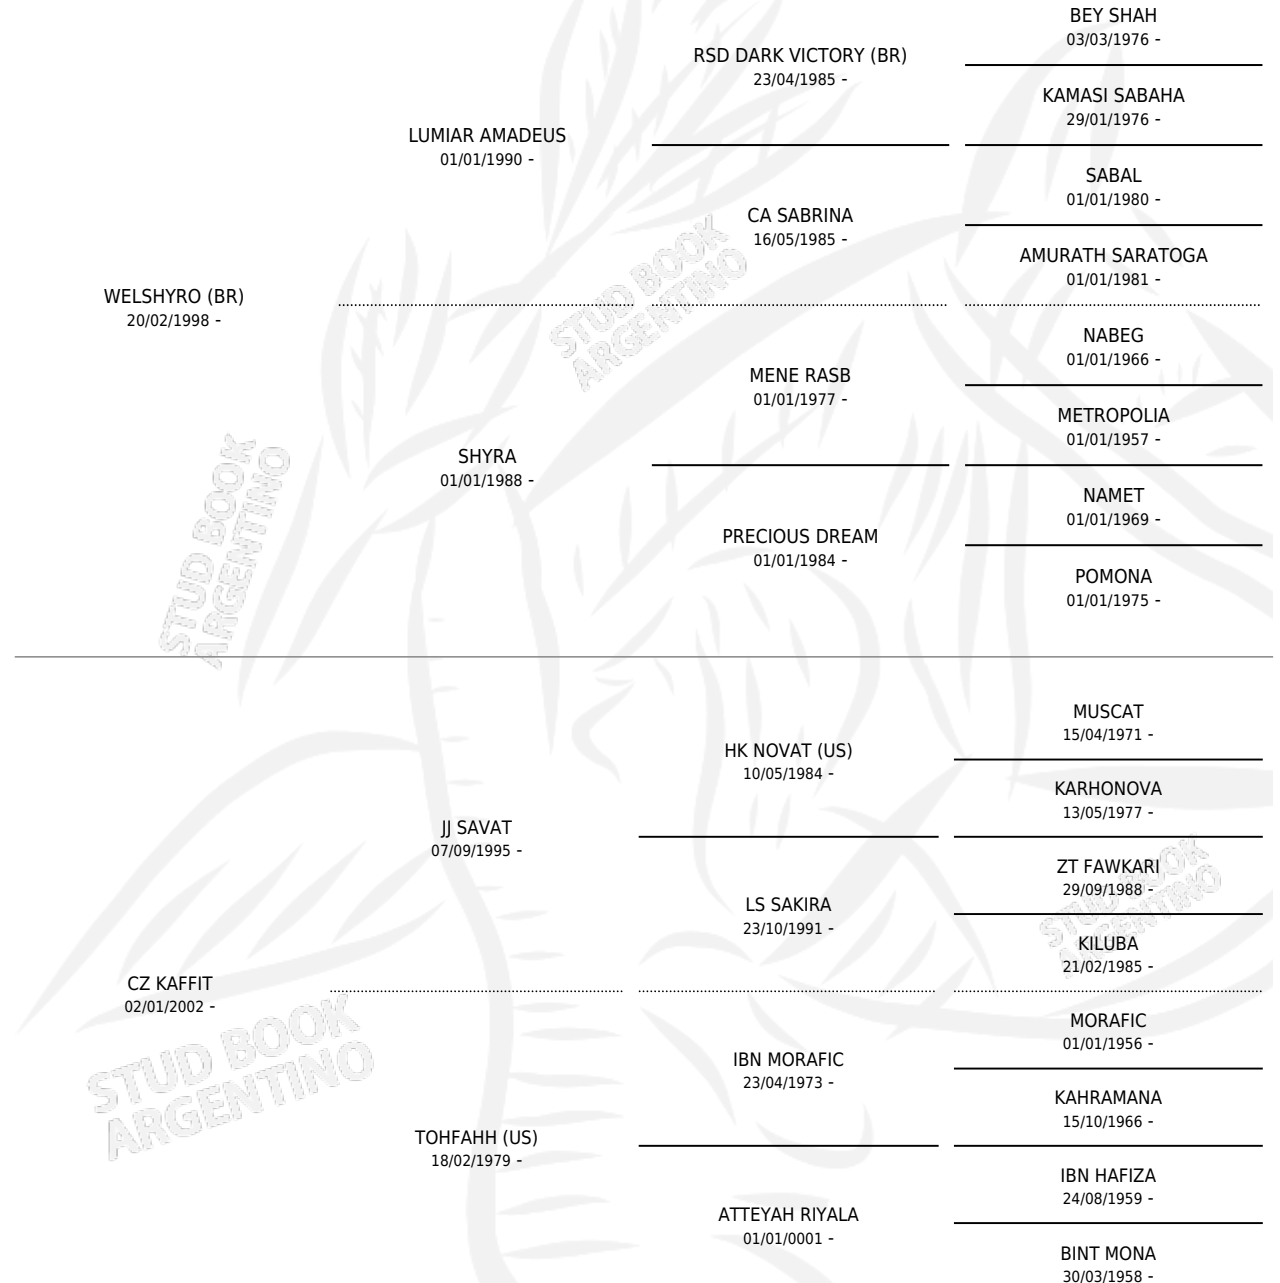 BEY SHAH
03/03/1976 -
RSD DARK VICTORY (BR)
23/04/1985 -
KAMASI SABAHA
29/01/1976 -
LUMIAR AMADEUS
01/01/1990 -
SABAL
01/01/1980 -
CA SABRINA
16/05/1985 -
AMURATH SARATOGA
01/01/1981 -
WELSHYRO (BR)
20/02/1998 -
NABEG
01/01/1966 -
MENE RASB
01/01/1977 -
METROPOLIA
01/01/1957 -
SHYRA
01/01/1988 -
NAMET
01/01/1969 -
PRECIOUS DREAM
01/01/1984 -
POMONA
01/01/1975 -
MUSCAT
15/04/1971 -
HK NOVAT (US)
10/05/1984 -
KARHONOVA
13/05/1977 -
JJ SAVAT
07/09/1995 -
ZT FAWKARI
29/09/1988 -
LS SAKIRA
23/10/1991 -
KILUBA
21/02/1985 -
CZ KAFFIT
02/01/2002 -
MORAFIC
01/01/1956 -
IBN MORAFIC
23/04/1973 -
KAHRAMANA
15/10/1966 -
TOHFAHH (US)
18/02/1979 -
IBN HAFIZA
24/08/1959 -
ATTEYAH RIYALA
01/01/0001 -
BINT MONA
30/03/1958 -
STUD BOOK
ARGENTINO
STUD BOOK
ARGENTINO
STUD BOOK
ARGENTINO
STUD BOOK
ARGENTINO